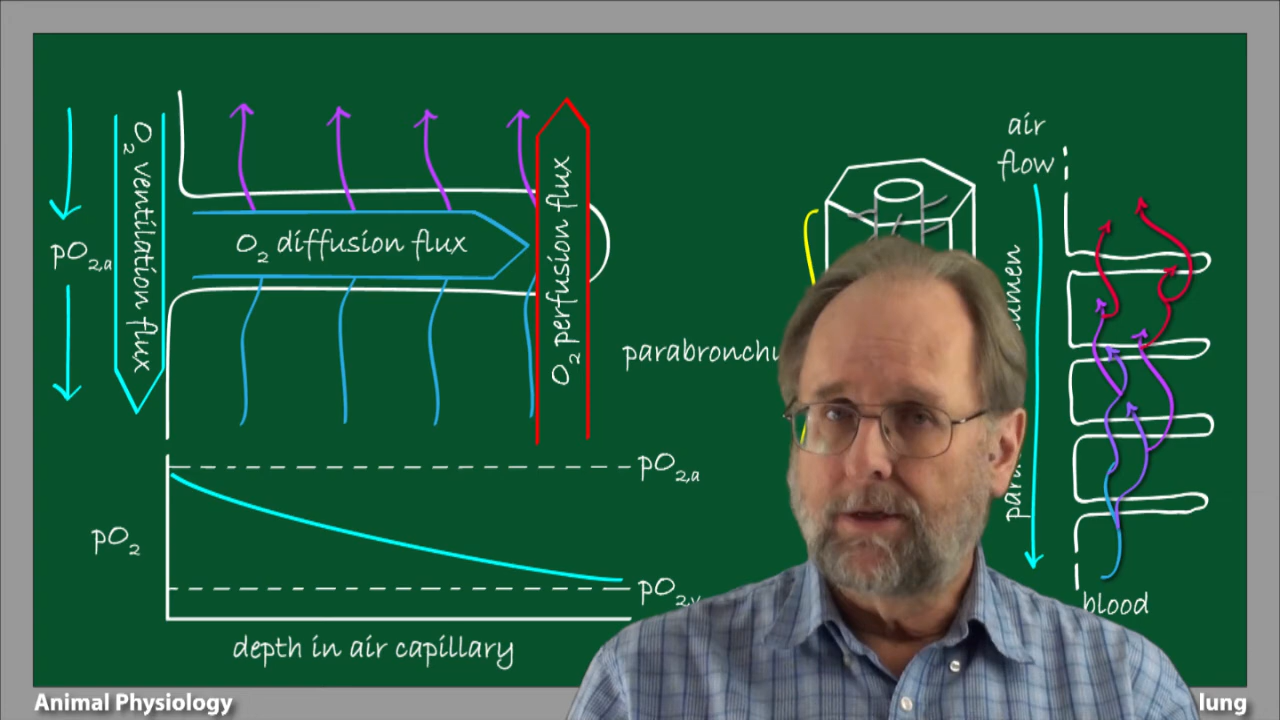 O2 ventilation flux
pO2,a
O2 diffusion flux
O2 perfusion flux
pO2,a
pO2
depth in air capillary
air
flow
blood
Animal Physiology
lung